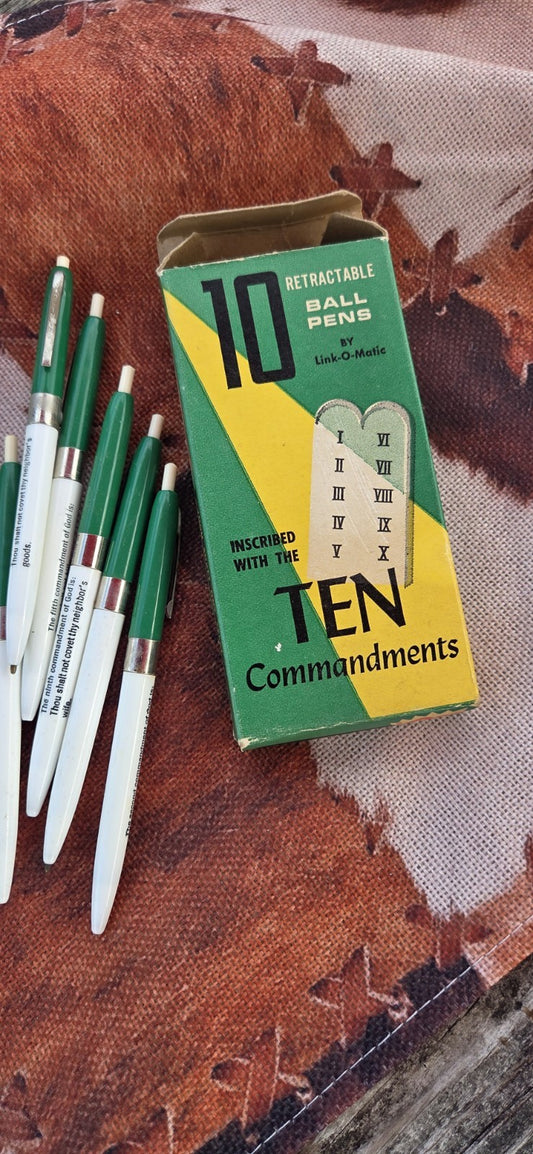 10
RETRACTABLE
BALL
PENS
BY
Link-O-Matic
I VI
II VII
III VIII
IV IX
V X
INSCRIBED
WITH THE
TEN
Commandments
Thou shalt not covet thy neighbor's
goods.
The fifth commandment of God is:
The ninth commandment of God is:
Thou shalt not covet thy neighbor's
wife.